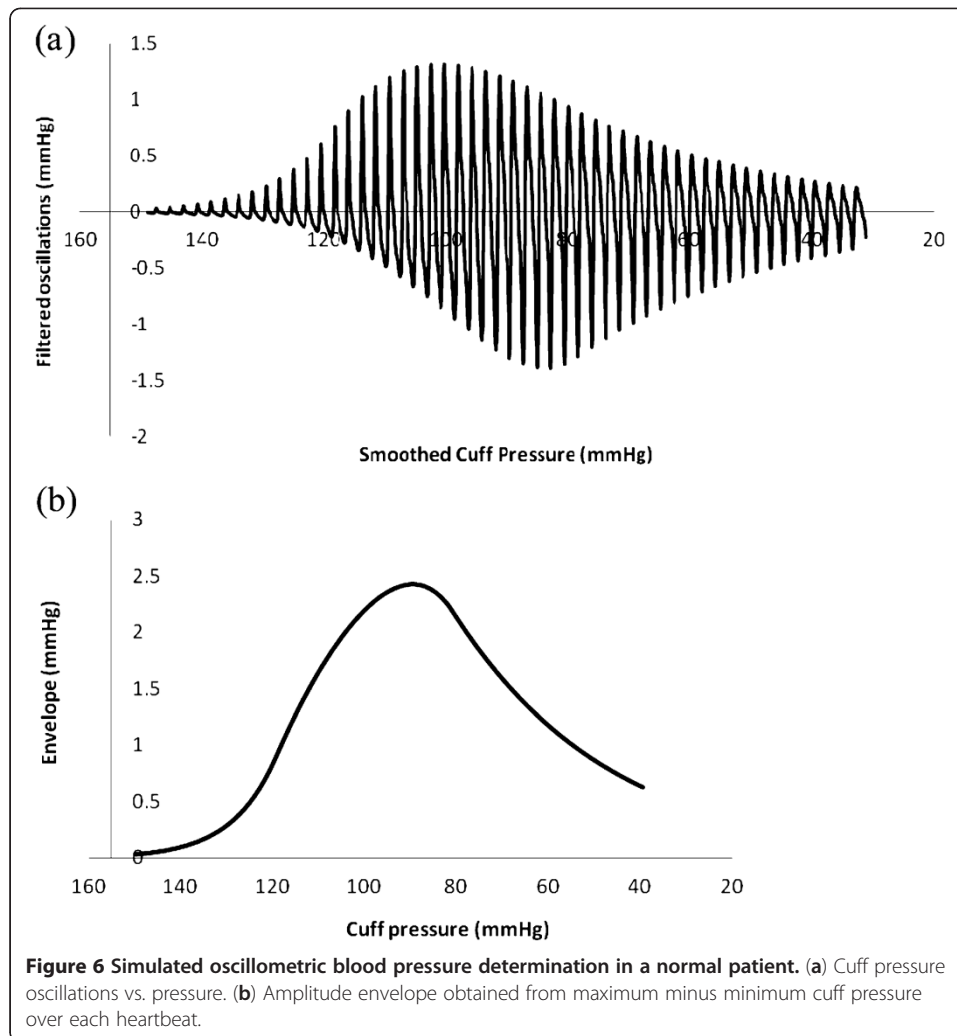 (a)
1.5
1
0.5
0
160 140 120 100 80 60 40 20
-0.5
-1
-1.5
-2
Filtered oscillations (mmHg)
Smoothed Cuff Pressure (mmHg)
(b)
3
2.5
2
1.5
1
0.5
0
160 140 120 100 80 60 40 20
Envelope (mmHg)
Cuff pressure (mmHg)
Figure 6 Simulated oscillometric blood pressure determination in a normal patient. (a) Cuff pressure
oscillations vs. pressure. (b) Amplitude envelope obtained from maximum minus minimum cuff pressure
over each heartbeat.